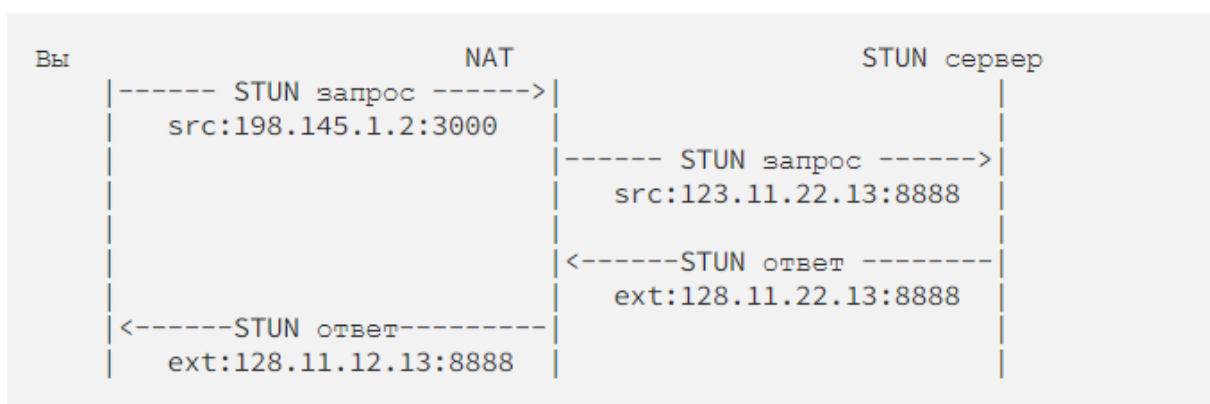 Вы NAT STUN сервер
|------ STUN запрос ------>| |
| src:198.145.1.2:3000 | |
| |------ STUN запрос ------>|
| | src:123.11.22.13:8888 |
| | |
| |<------STUN ответ --------|
| | ext:128.11.22.13:8888 |
|<------STUN ответ---------| |
| ext:128.11.12.13:8888 | |